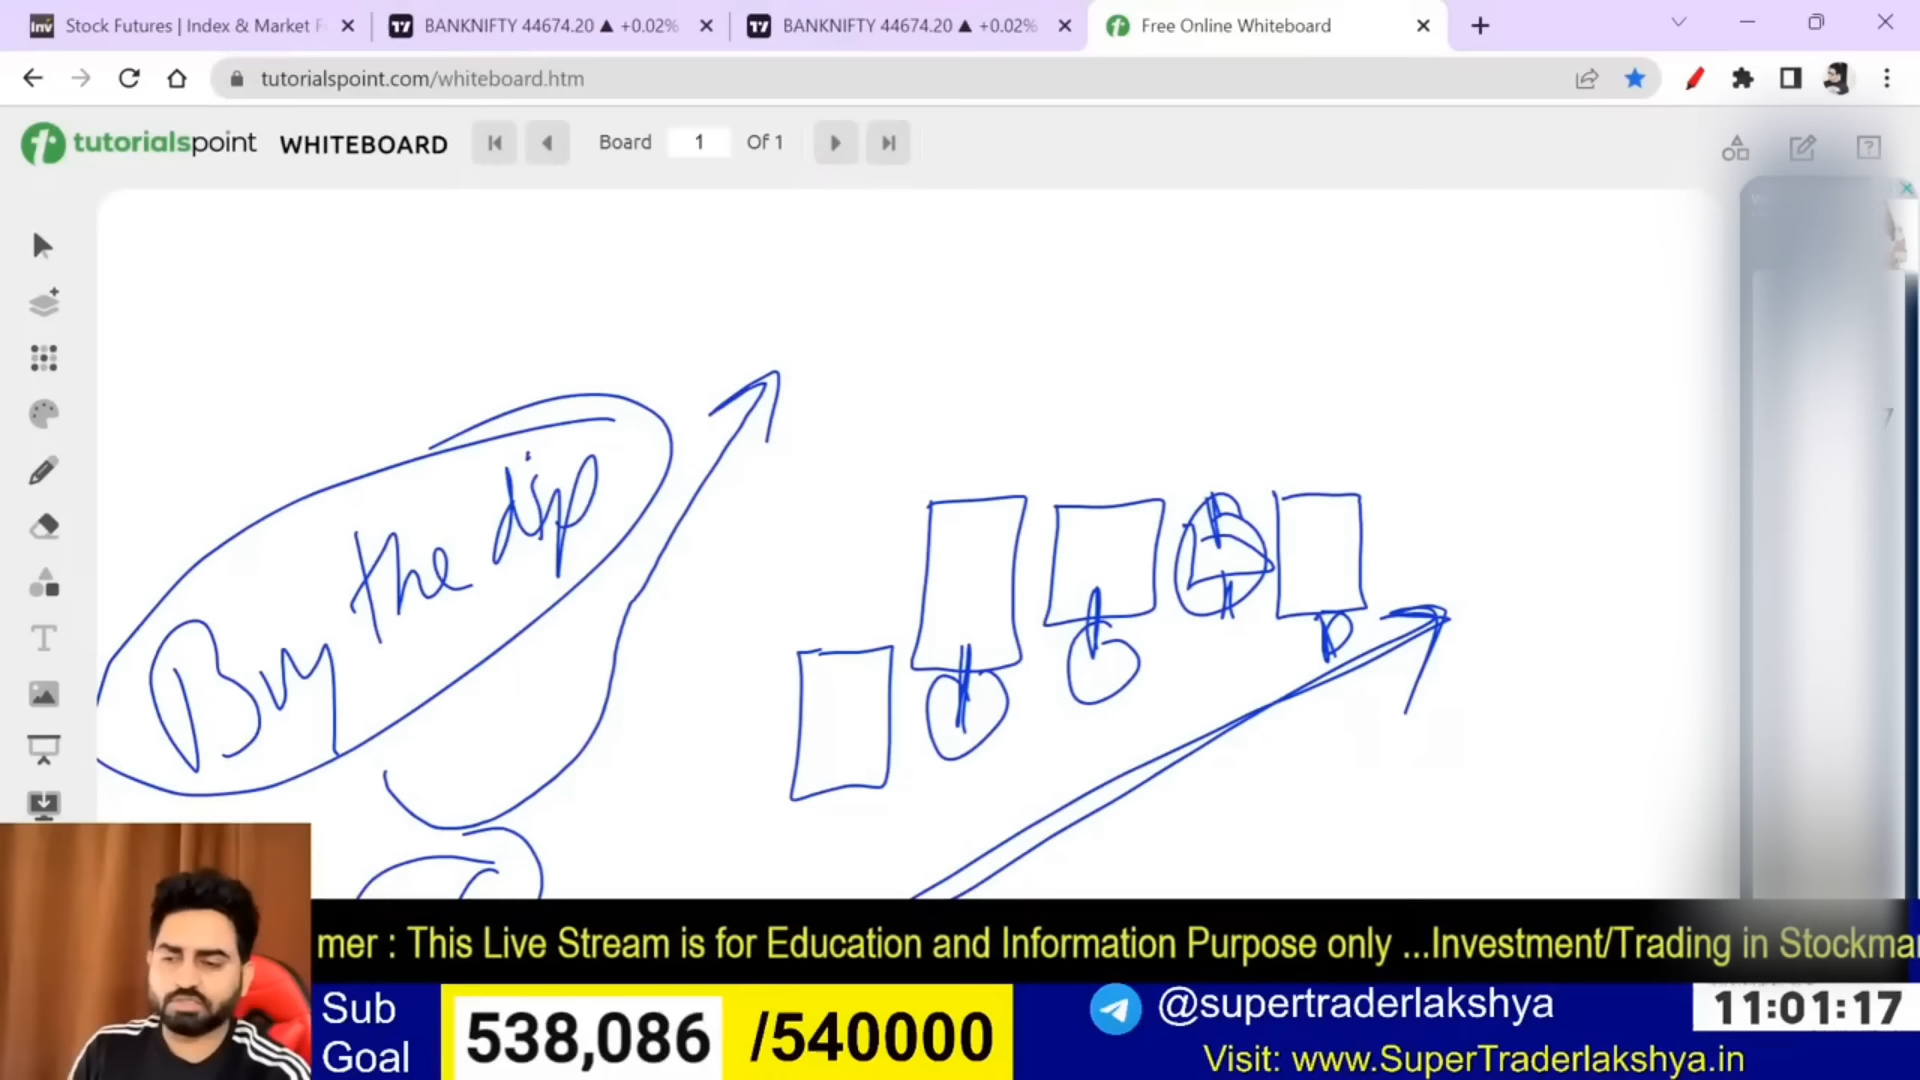 Stock Futures | Index & Market F
BANKNIFTY 44674.20 ▲ +0.02%
BANKNIFTY 44674.20 ▲ +0.02%
Free Online Whiteboard
tutorialspoint.com/whiteboard.htm
tutorialspoint WHITEBOARD
Board 1 Of 1
Buy the dip
mer : This Live Stream is for Education and Information Purpose only ...Investment/Trading in Stockma
Sub Goal
538,086 /540000
@supertraderlakshya
11:01:17
Visit: www.SuperTraderlakshya.in